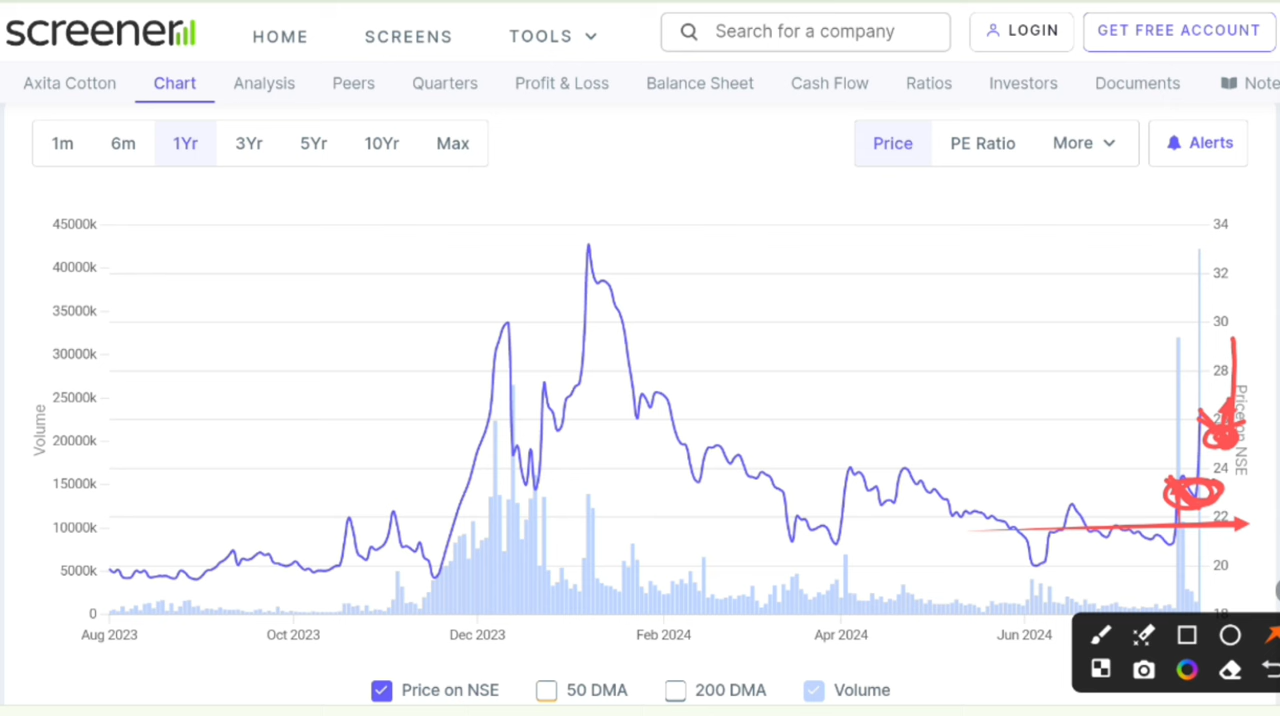 screener HOME SCREENS TOOLS Search for a company LOGIN GET FREE ACCOUNT
Axita Cotton Chart Analysis Peers Quarters Profit & Loss Balance Sheet Cash Flow Ratios Investors Documents Note
1m 6m 1Yr 3Yr 5Yr 10Yr Max Price PE Ratio More Alerts
45000k 34
40000k 32
35000k 30
30000k 28
25000k
20000k 24
15000k 22
10000k 20
5000k 18
0
Volume
Price on NSE
Aug 2023 Oct 2023 Dec 2023 Feb 2024 Apr 2024 Jun 2024
Price on NSE 50 DMA 200 DMA Volume